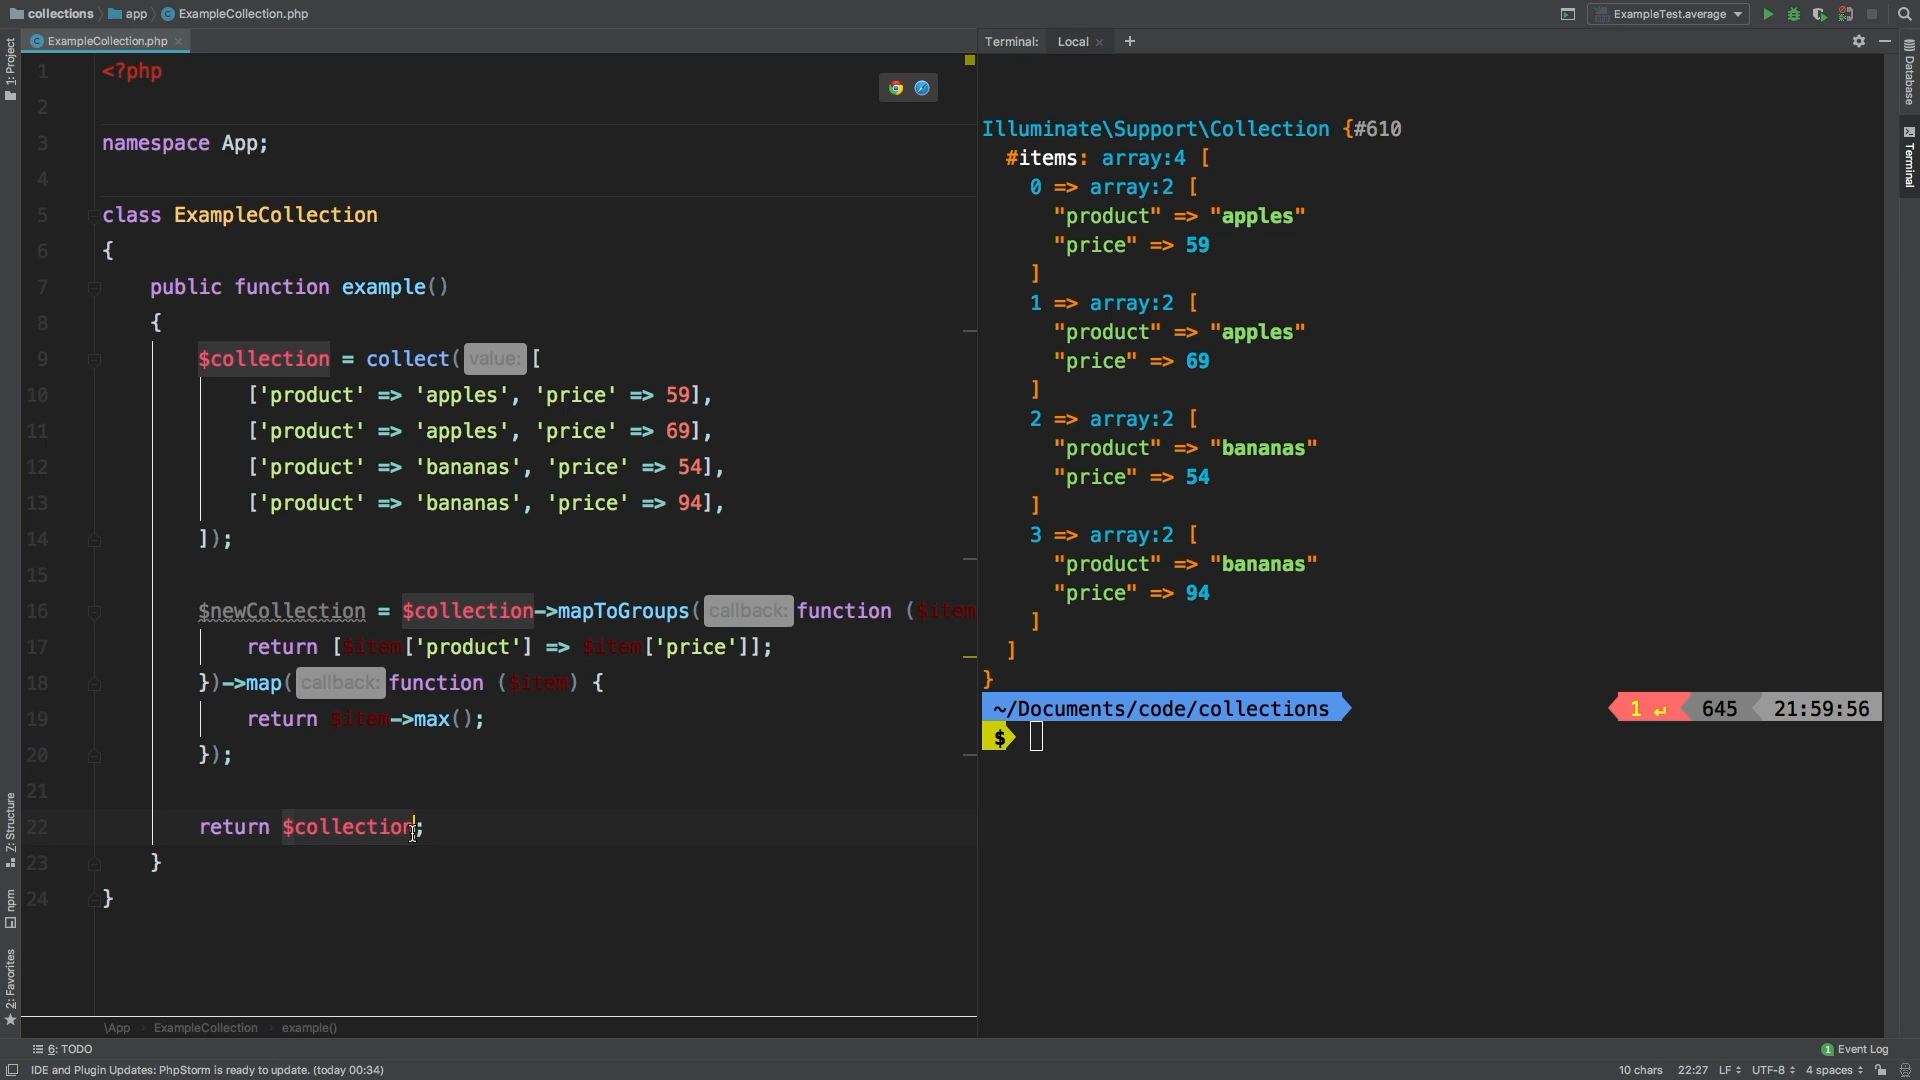 collections app ExampleCollection.php
ExampleTest.average
ExampleCollection.php
Terminal: Local +
1: Project
Database
Terminal
Z: Structure
npm
2: Favorites
1 <?php
2
3 namespace App;
4
5 class ExampleCollection
6 {
7 public function example()
8 {
9 $collection = collect( value: [
10 ['product' => 'apples', 'price' => 59],
11 ['product' => 'apples', 'price' => 69],
12 ['product' => 'bananas', 'price' => 54],
13 ['product' => 'bananas', 'price' => 94],
14 ]);
15
16 $newCollection = $collection->mapToGroups( callback: function ($item
17 return [$item['product'] => $item['price']];
18 })->map( callback: function ($item) {
19 return $item->max();
20 });
21
22 return $collection;
23 }
24 }
\App ExampleCollection example()
Illuminate\Support\Collection {#610
#items: array:4 [
0 => array:2 [
"product" => "apples"
"price" => 59
]
1 => array:2 [
"product" => "apples"
"price" => 69
]
2 => array:2 [
"product" => "bananas"
"price" => 54
]
3 => array:2 [
"product" => "bananas"
"price" => 94
]
]
}
~/Documents/code/collections 1 ↵ 645 21:59:56
$
6: TODO
1 Event Log
IDE and Plugin Updates: PhpStorm is ready to update. (today 00:34)
10 chars 22:27 LF UTF-8 4 spaces